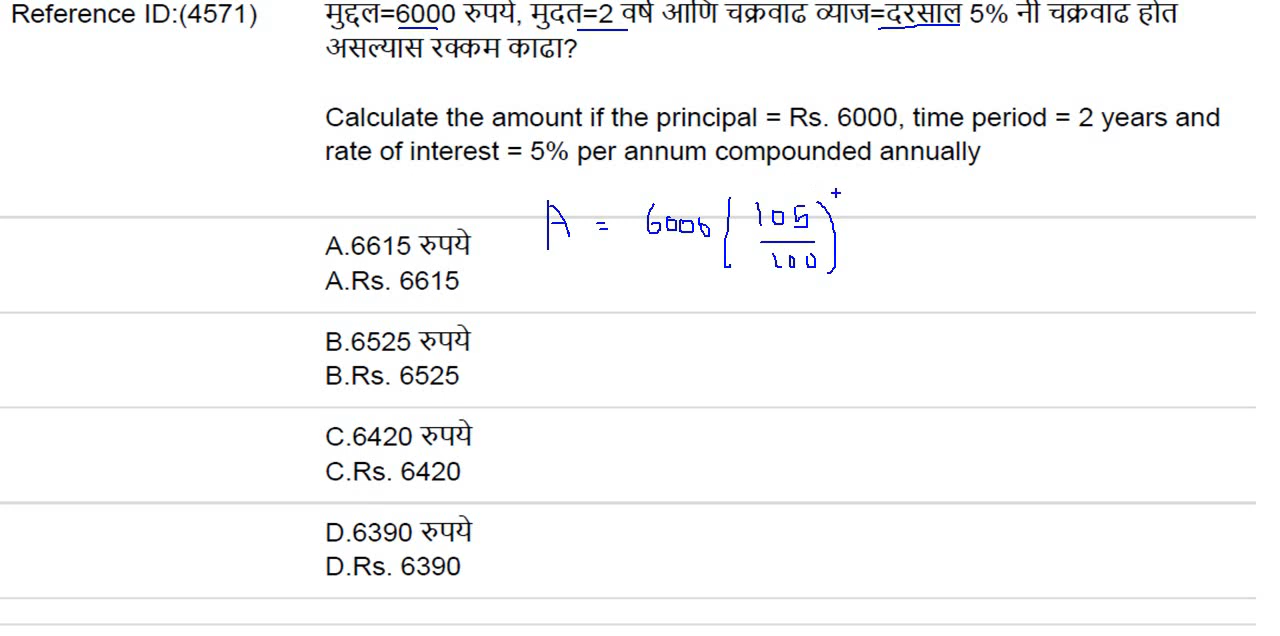 Reference ID:(4571)
मुद्दल=6000 रुपये, मुदत=2 वर्षे आणि चक्रवाढ व्याज=दरसाल 5% नी चक्रवाढ होत
असल्यास रक्कम काढा?
Calculate the amount if the principal = Rs. 6000, time period = 2 years and
rate of interest = 5% per annum compounded annually
A = 6000 (105/100)^+
A.6615 रुपये
A.Rs. 6615
B.6525 रुपये
B.Rs. 6525
C.6420 रुपये
C.Rs. 6420
D.6390 रुपये
D.Rs. 6390